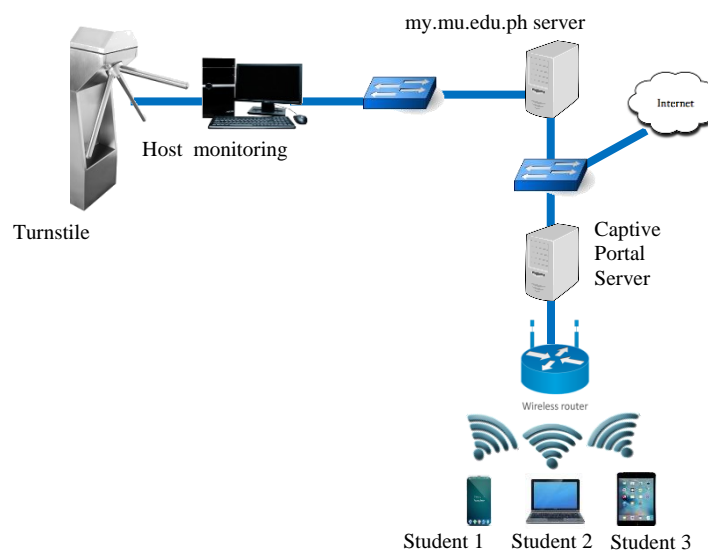 my.mu.edu.ph server
Internet
Host monitoring
Turnstile
Captive
Portal
Server
Wireless router
Student 1
Student 2
Student 3